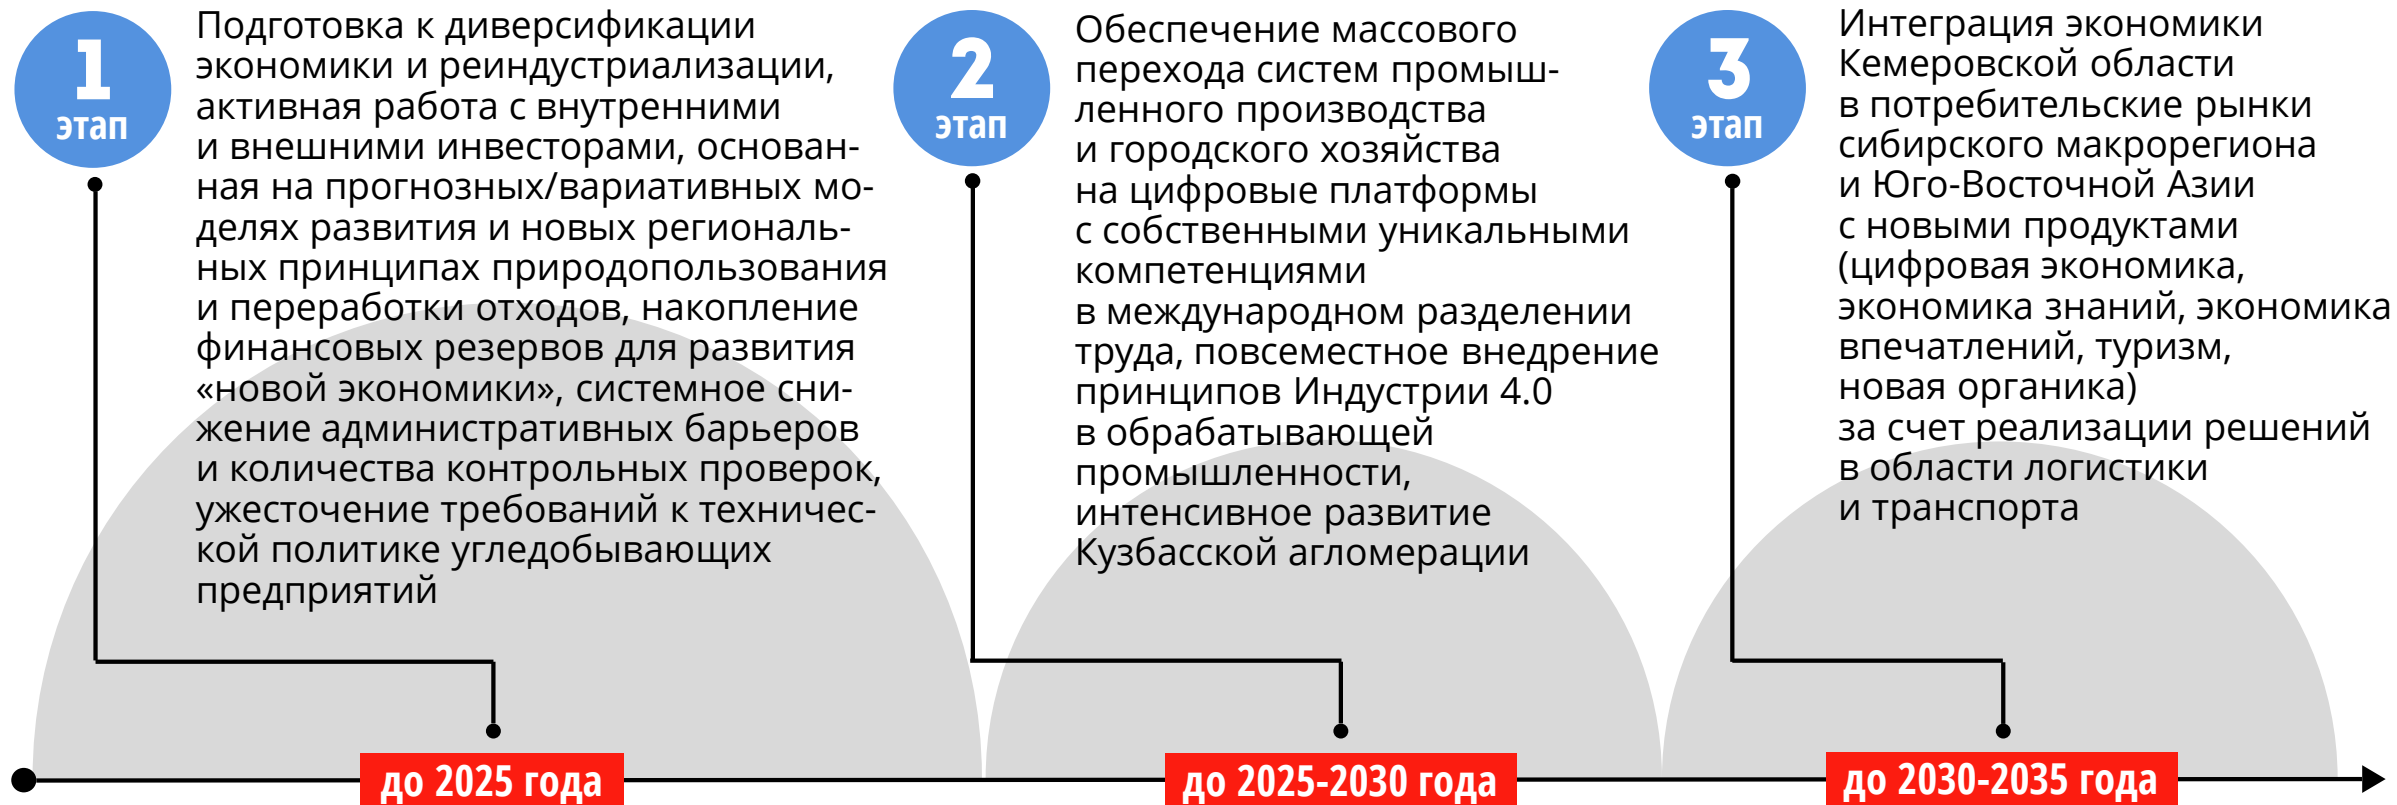 1
этап
Подготовка к диверсификации
экономики и реиндустриализации,
активная работа с внутренними
и внешними инвесторами, основан-
ная на прогнозных/вариативных мо-
делях развития и новых региональ-
ных принципах природопользования
и переработки отходов, накопление
финансовых резервов для развития
«новой экономики», системное сни-
жение административных барьеров
и количества контрольных проверок,
ужесточение требований к техничес-
кой политике угледобывающих
предприятий
2
этап
Обеспечение массового
перехода систем промыш-
ленного производства
и городского хозяйства
на цифровые платформы
с собственными уникальными
компетенциями
в международном разделении
труда, повсеместное внедрение
принципов Индустрии 4.0
в обрабатывающей
промышленности,
интенсивное развитие
Кузбасской агломерации
3
этап
Интеграция экономики
Кемеровской области
в потребительские рынки
сибирского макрорегиона
и Юго-Восточной Азии
с новыми продуктами
(цифровая экономика,
экономика знаний, экономика
впечатлений, туризм,
новая органика)
за счет реализации решений
в области логистики
и транспорта
до 2025 года
до 2025-2030 года
до 2030-2035 года